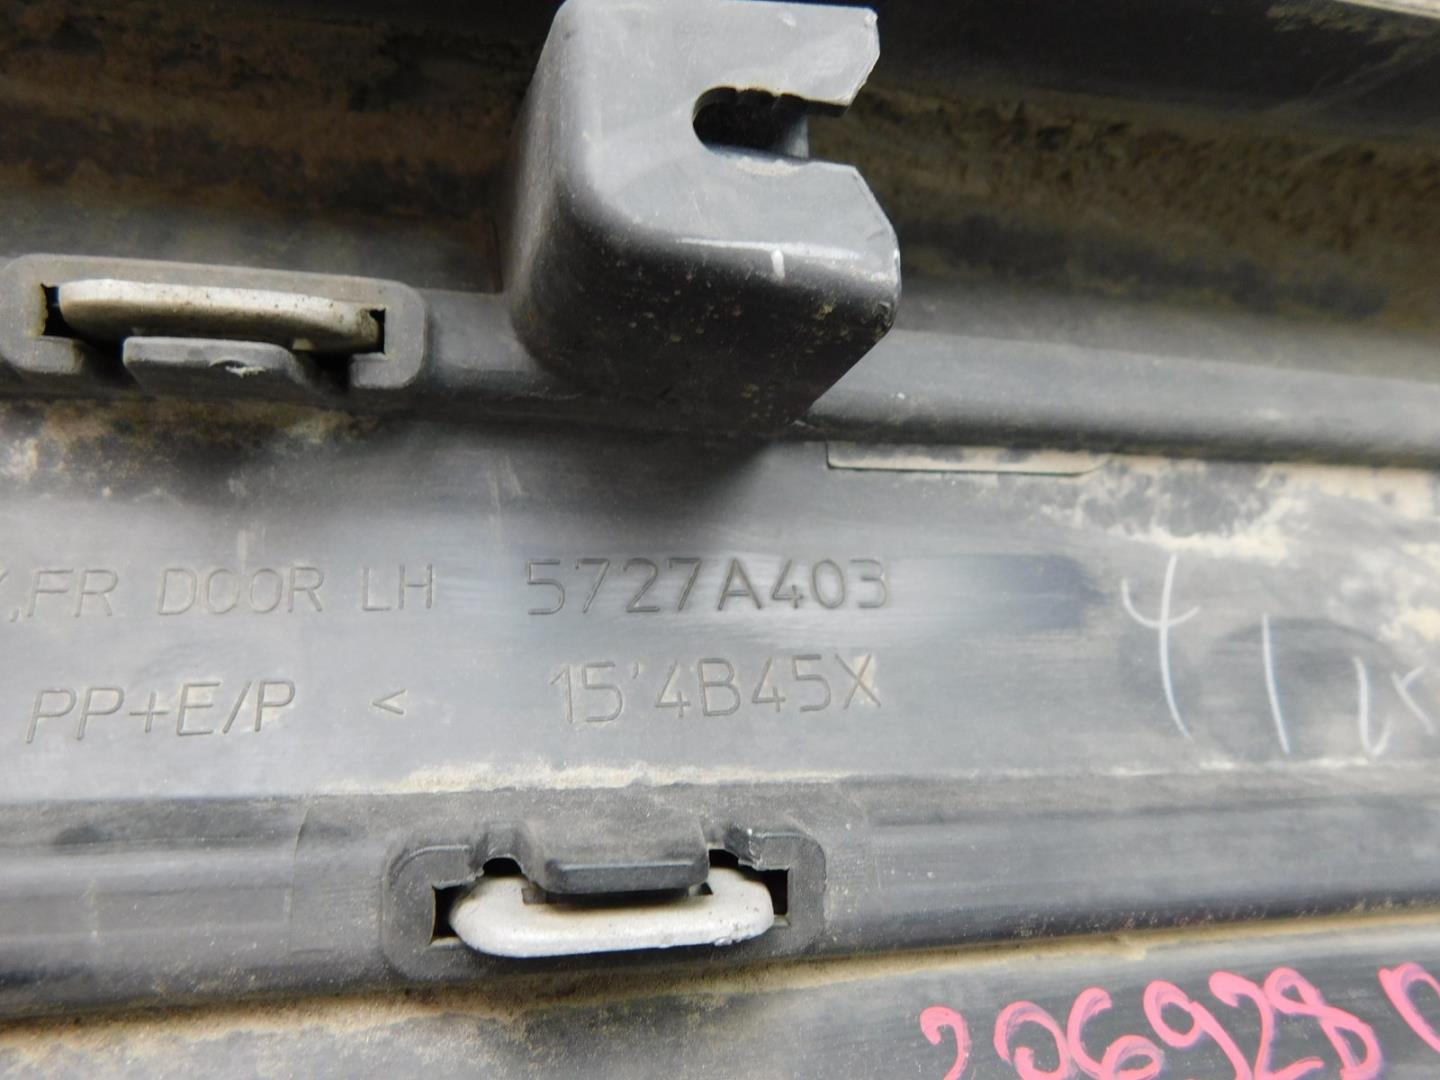 ,FR DOOR LH 5727A403
PP+E/P < 15'4B45X
206928